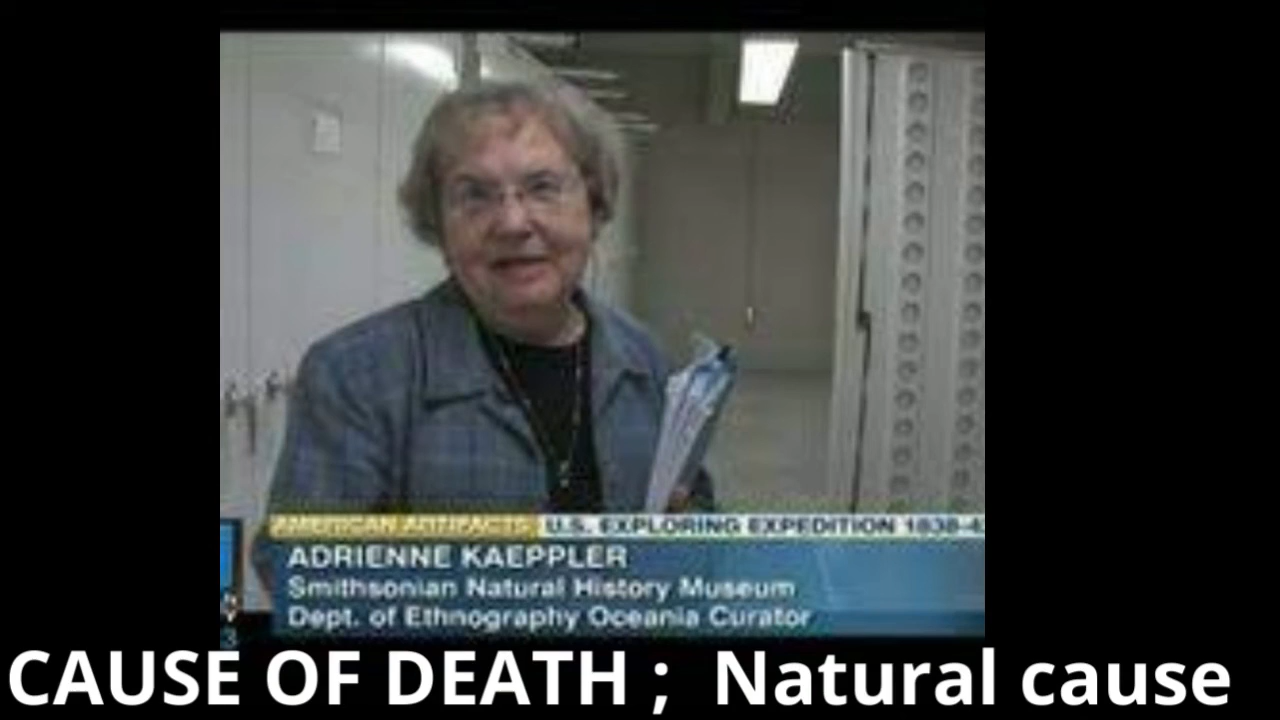 AMERICAN ARTIFACTS U.S. EXPLORING EXPEDITION 1838-4
ADRIENNE KAEPPLER
Smithsonian Natural History Museum
Dept. of Ethnography Oceania Curator
3
CAUSE OF DEATH ; Natural cause